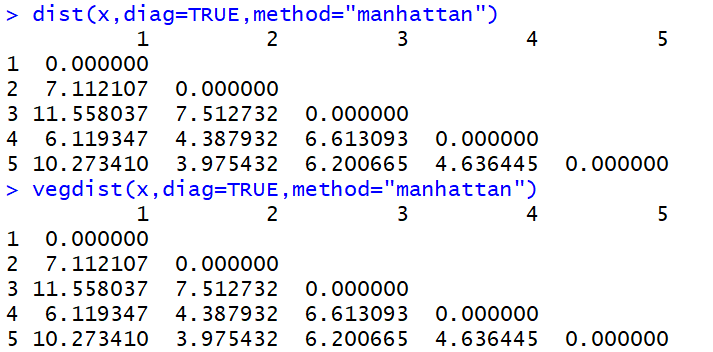 > dist(x,diag=TRUE,method="manhattan")
          1        2        3        4        5
1  0.000000
2  7.112107 0.000000
3 11.558037 7.512732 0.000000
4  6.119347 4.387932 6.613093 0.000000
5 10.273410 3.975432 6.200665 4.636445 0.000000
> vegdist(x,diag=TRUE,method="manhattan")
          1        2        3        4        5
1  0.000000
2  7.112107 0.000000
3 11.558037 7.512732 0.000000
4  6.119347 4.387932 6.613093 0.000000
5 10.273410 3.975432 6.200665 4.636445 0.000000